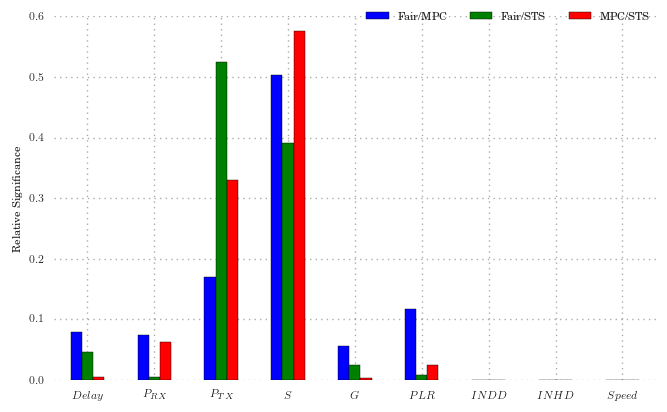 Fair/MPC Fair/STS MPC/STS
0.6
0.5
0.4
0.3
0.2
0.1
0.0
Relative Significance
Delay P_RX P_TX S G PLR INDD INHD Speed